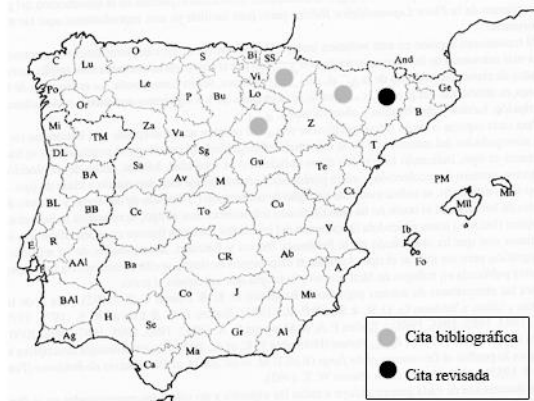 And
C
Lu
O
S
Bi
SS
Vi
Ge
Po
Or
Le
P
Bu
Lo
B
Mi
TM
Za
Va
Z
T
DL
Sg
Sa
Gu
Te
BA
Av
M
Cs
PM
Mn
BL
BB
Cc
To
Cu
Mll
V
Ib
E
R
Fo
AAl
Ba
CR
Ab
A
BAl
Co
J
Mu
H
Se
Gr
Al
Ag
Ma
Ca
Cita bibliográfica
Cita revisada